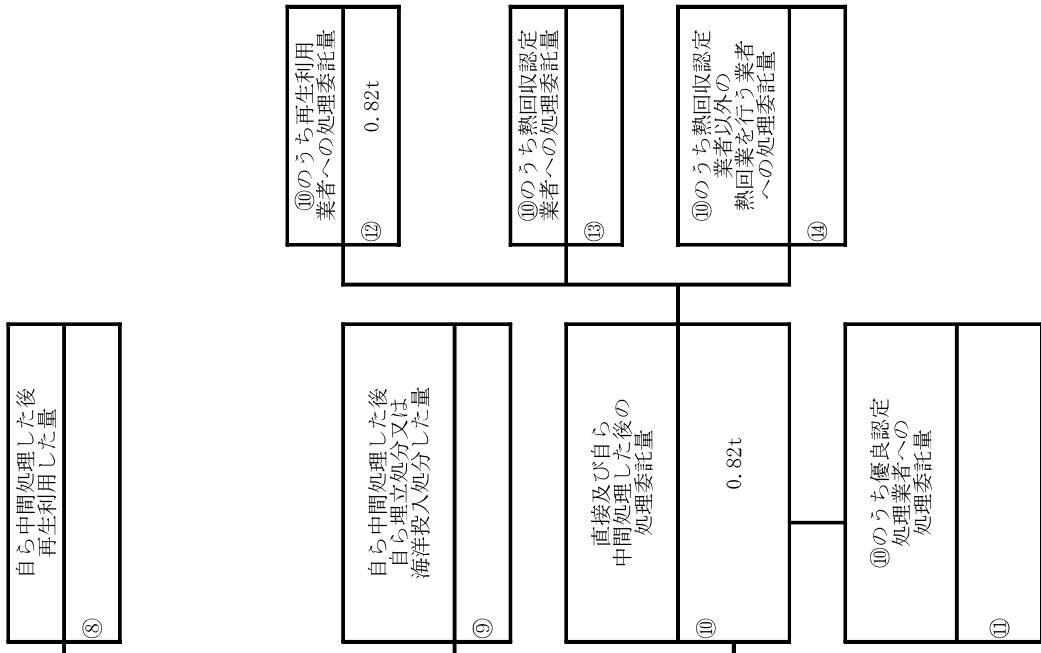 自ら中間処理した後
再生利用した量
⑧
自ら中間処理した後
自ら埋立処分又は
海洋投入処分した量
⑨
直接及び自ら
中間処理した後の
処理委託量
⑩
0.82t
⑩のうち優良認定
処理業者への
処理委託量
⑪
⑩のうち再生利用
業者への処理委託量
⑫
0.82t
⑩のうち熱回収認定
業者への処理委託量
⑬
⑩のうち熱回収認定
業者以外の
熱回業を行う業者
への処理委託量
⑭